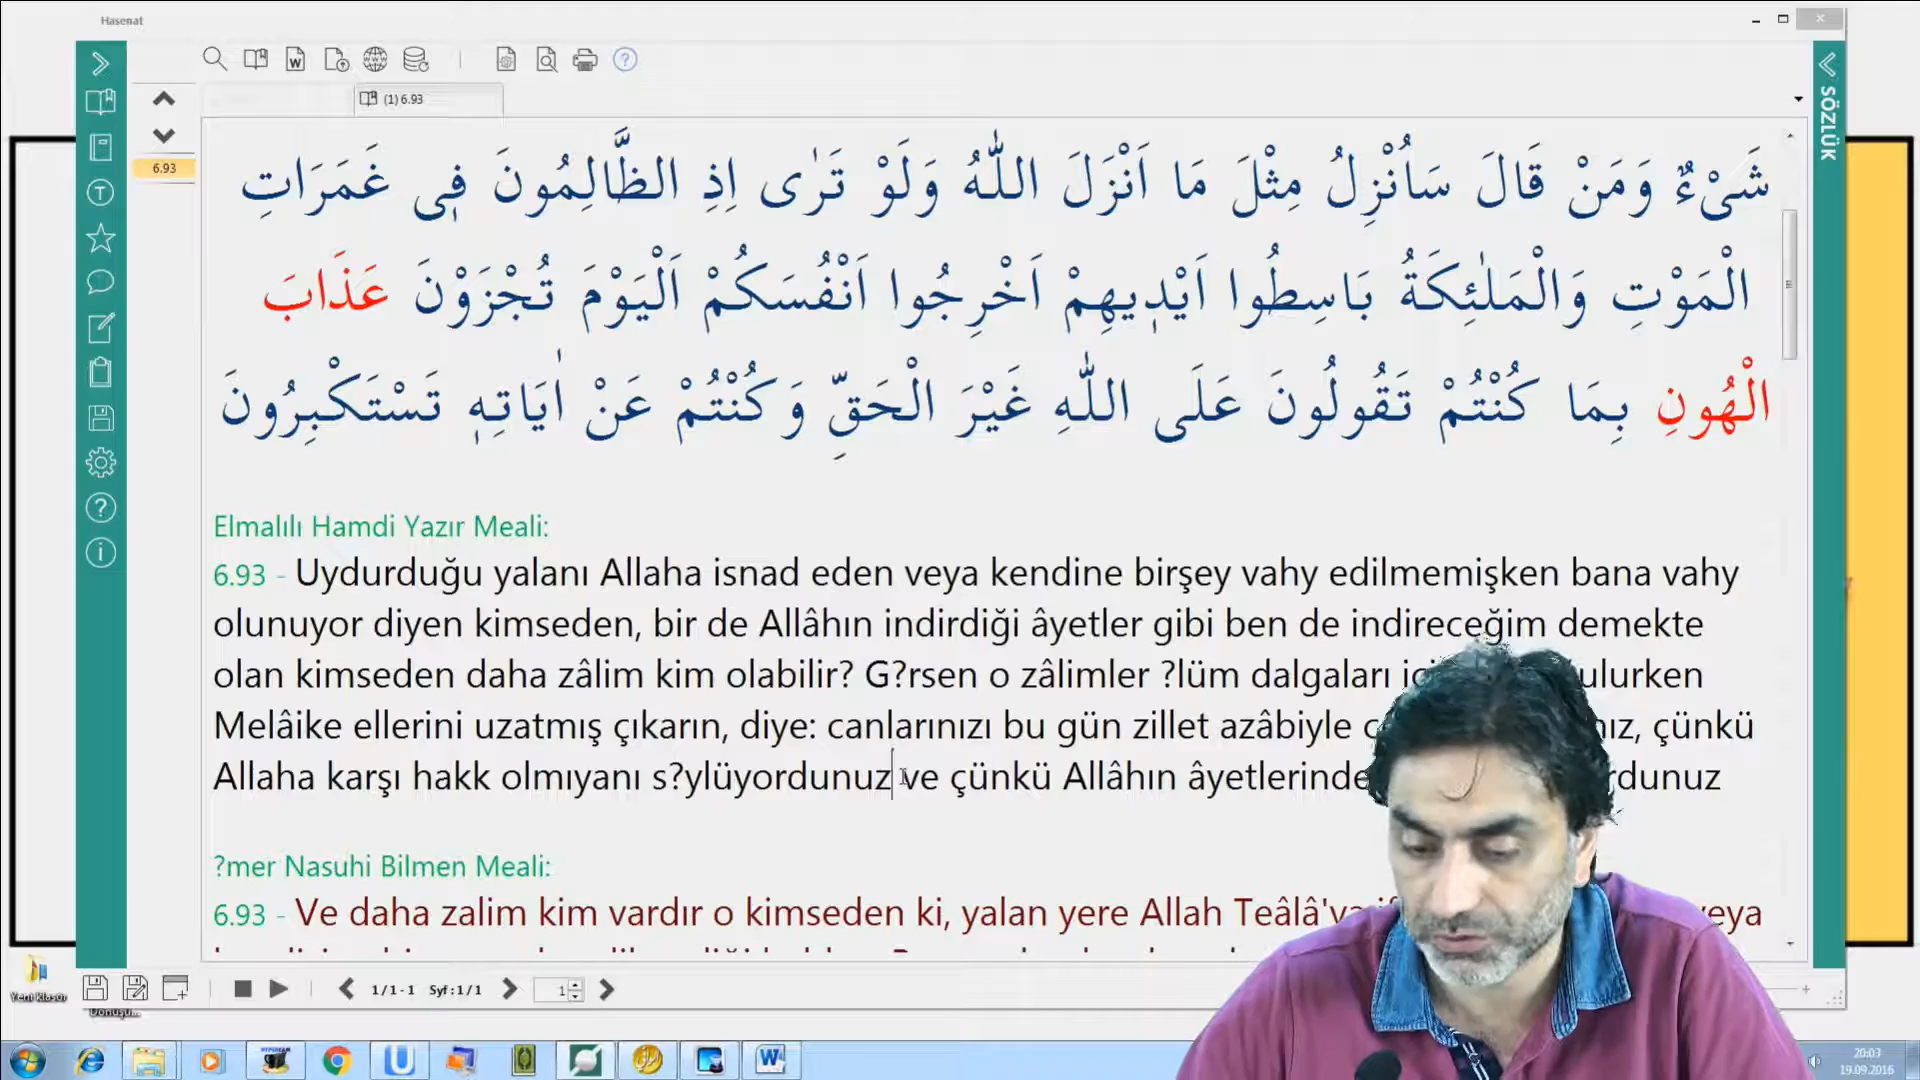 Hasenat
(1) 6.93
SÖZLÜK
6.93
شَىْءٌ وَمَنْ قَالَ سَاُنْزِلُ مِثْلَ مَا اَنْزَلَ اللّٰهُ وَلَوْ تَرٰى اِذِ الظَّالِمُونَ فٖى غَمَرَاتِ
الْمَوْتِ وَالْمَلٰئِكَةُ بَاسِطُوا اَيْدٖيهِمْ اَخْرِجُوا اَنْفُسَكُمْ اَلْيَوْمَ تُجْزَوْنَ عَذَابَ
الْهُونِ بِمَا كُنْتُمْ تَقُولُونَ عَلَى اللّٰهِ غَيْرَ الْحَقِّ وَكُنْتُمْ عَنْ اٰيَاتِهٖ تَسْتَكْبِرُونَ
Elmalılı Hamdi Yazır Meali:
6.93 - Uydurduğu yalanı Allaha isnad eden veya kendine birşey vahy edilmemişken bana vahy
olunuyor diyen kimseden, bir de Allâhın indirdiği âyetler gibi ben de indireceğim demekte
olan kimseden daha zâlim kim olabilir? G?rsen o zâlimler ?lüm dalgaları
Melâike ellerini uzatmış çıkarın, diye: canlarınızı bu gün zillet azâbiyle çünkü
Allaha karşı hakk olmıyanı s?ylüyordunuz ve çünkü Allâhın âyetlerinde
?mer Nasuhi Bilmen Meali:
6.93 - Ve daha zalim kim vardır o kimseden ki, yalan yere Allah Teâlâ'ya veya
Yeni klasör
1/1-1 Syf:1/1 1
Dönüşü...
20:03
19.09.2016